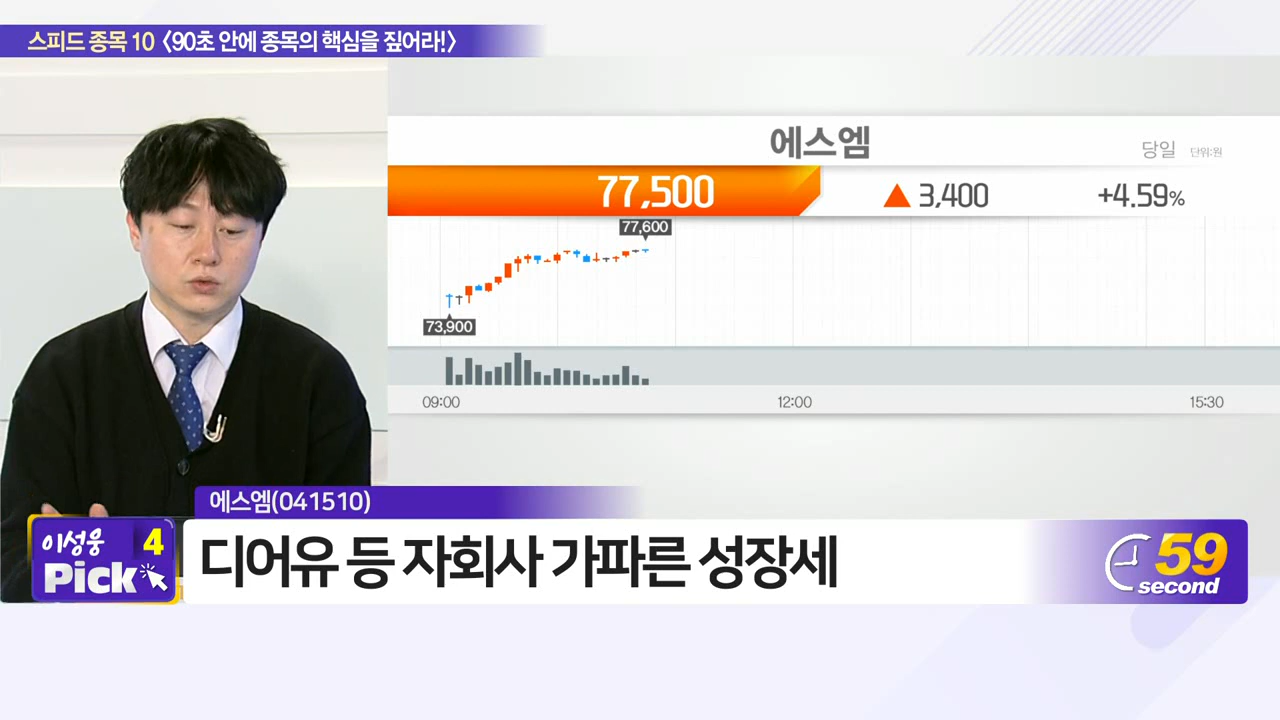 스피드 종목 10 〈90초 안에 종목의 핵심을 짚어라!〉
에스엠
당일 단위:원
77,500 ▲ 3,400 +4.59%
77,600
73,900
09:00 12:00 15:30
에스엠(041510)
이성웅 4
Pick
디어유 등 자회사 가파른 성장세
59
second